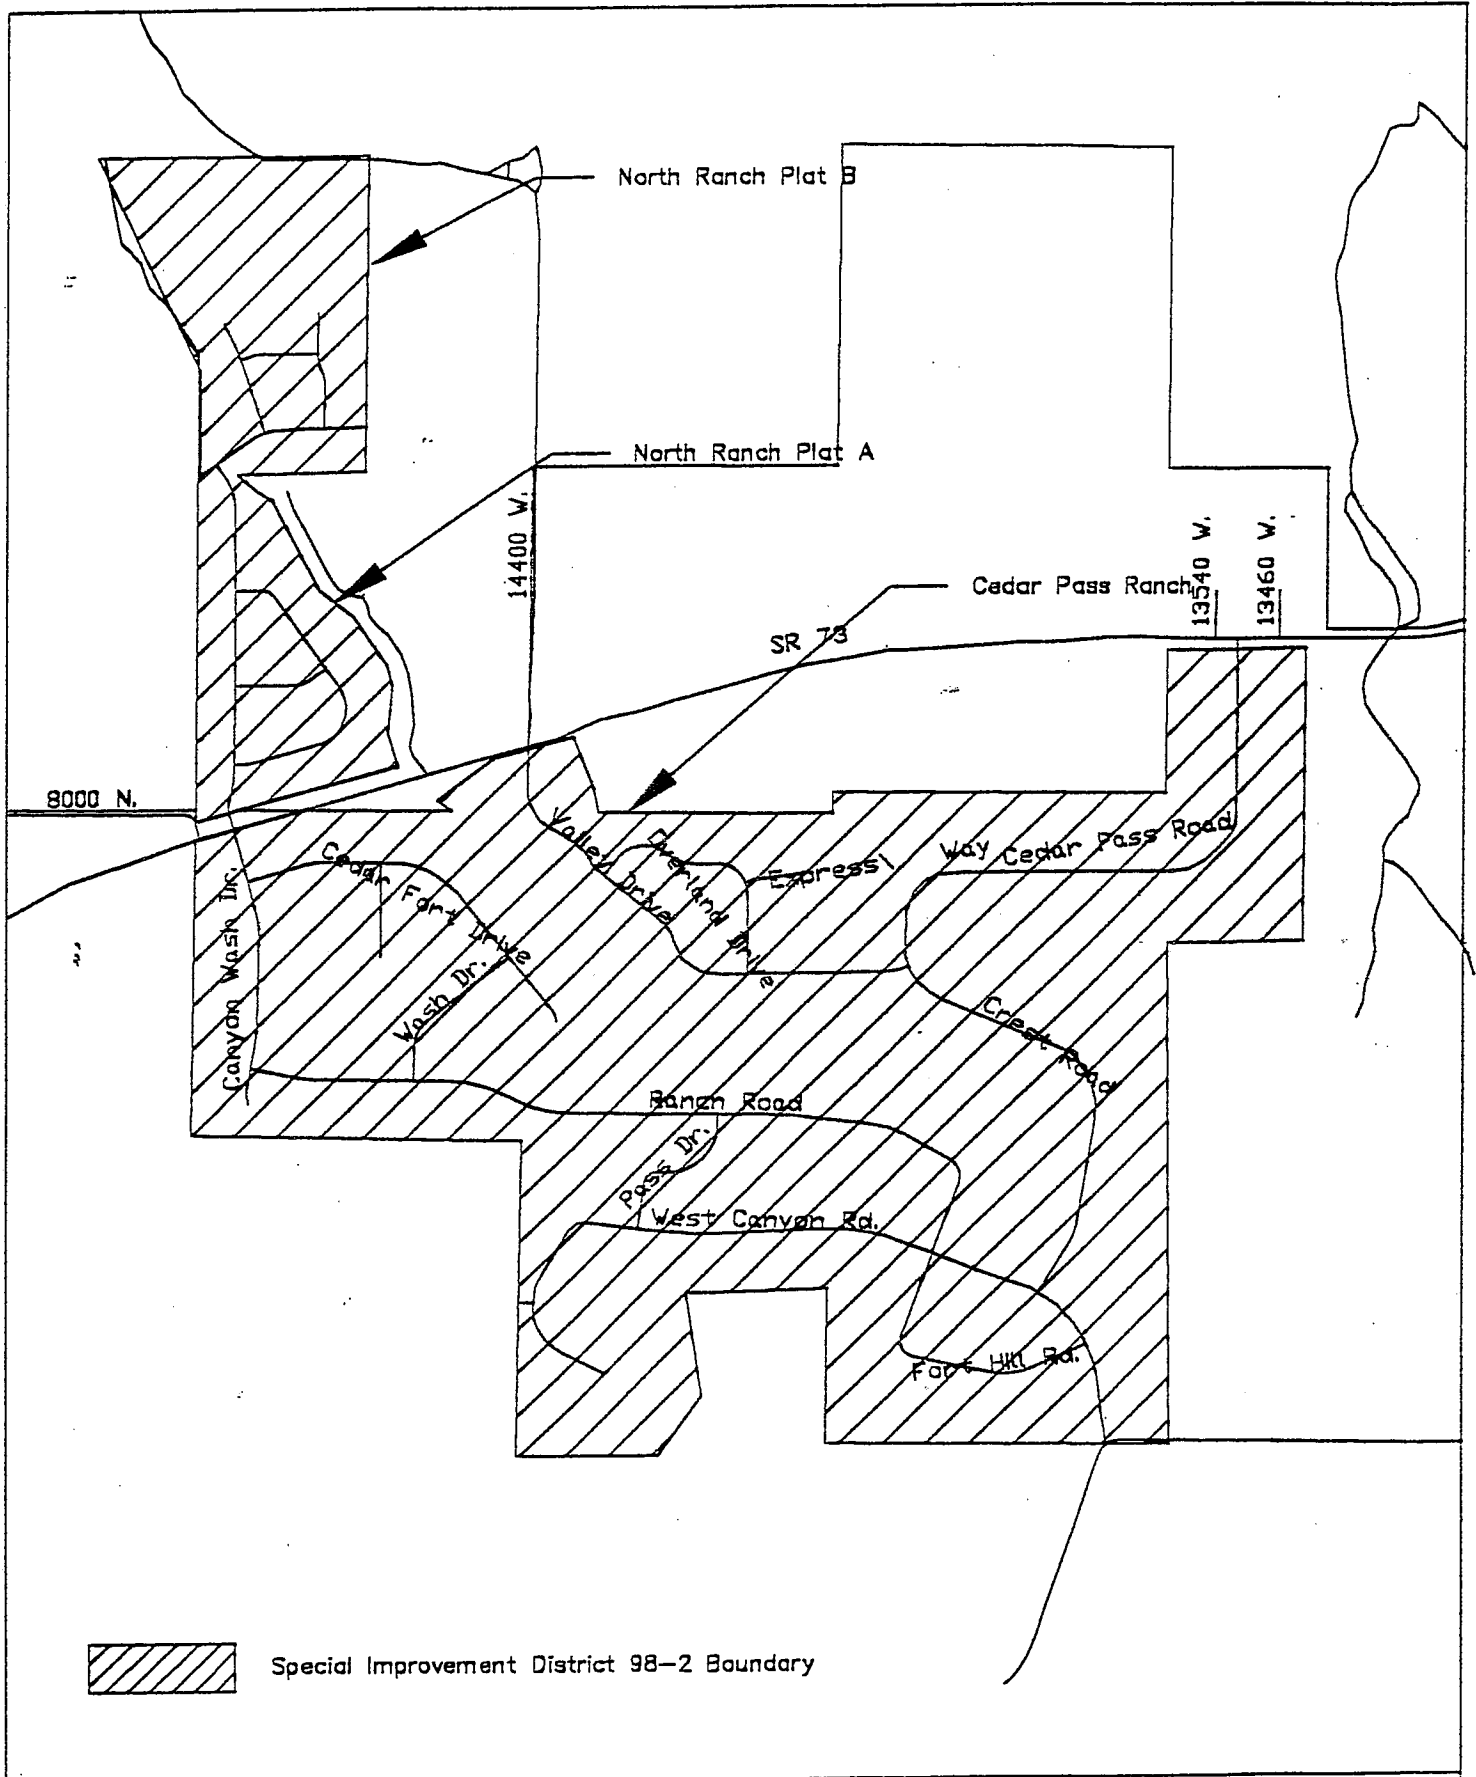 North Ranch Plat B
North Ranch Plat A
14400 W.
Cedar Pass Ranch
13540 W.
13460 W.
SR 73
8000 N.
Valley Drive
Overland Drive
Express
Way
Cedar Pass Road
Cedar Fort Drive
Canyon Wash Dr.
Wash Dr.
Crest Road
Ranch Road
Pass Dr.
West Canyon Rd.
Fort Hill Rd.
Special Improvement District 98-2 Boundary